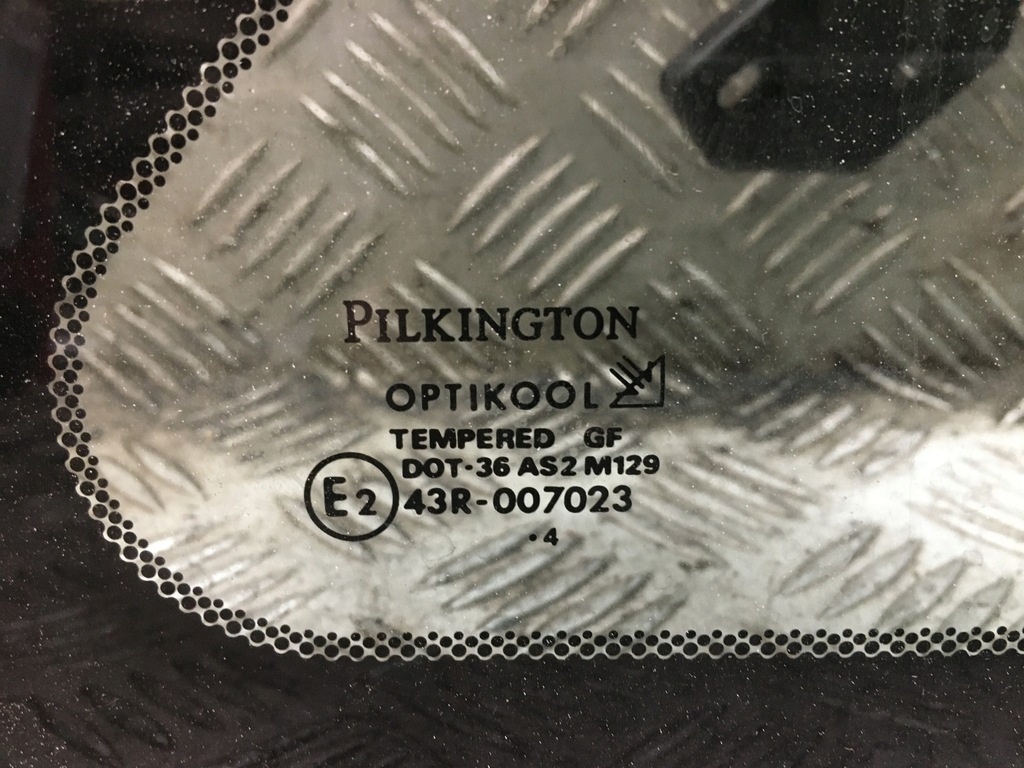 PILKINGTON
OPTIKOOL
TEMPERED GF
DOT-36 AS2 M129
E2 43R-007023
·4